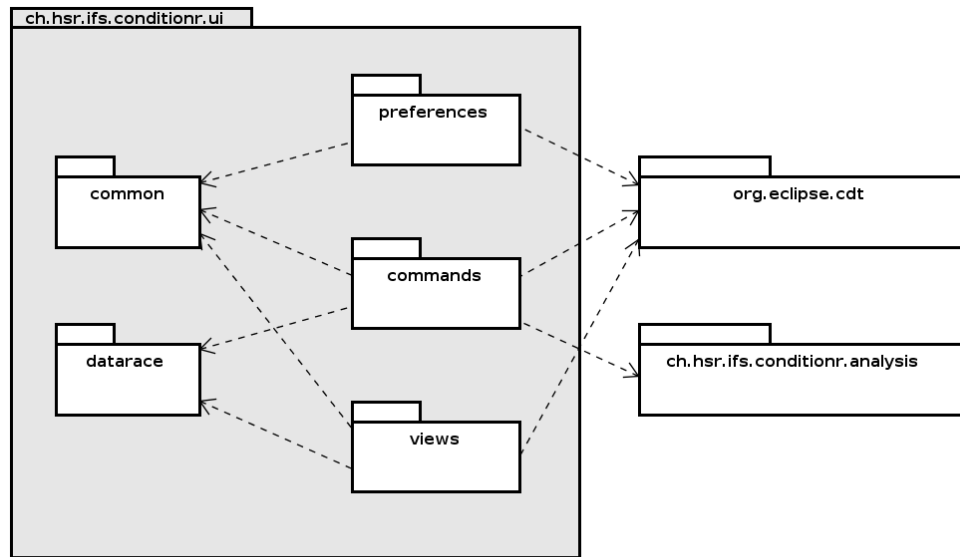 ch.hsr.ifs.conditionr.ui
preferences
common
org.eclipse.cdt
commands
datarace
ch.hsr.ifs.conditionr.analysis
views